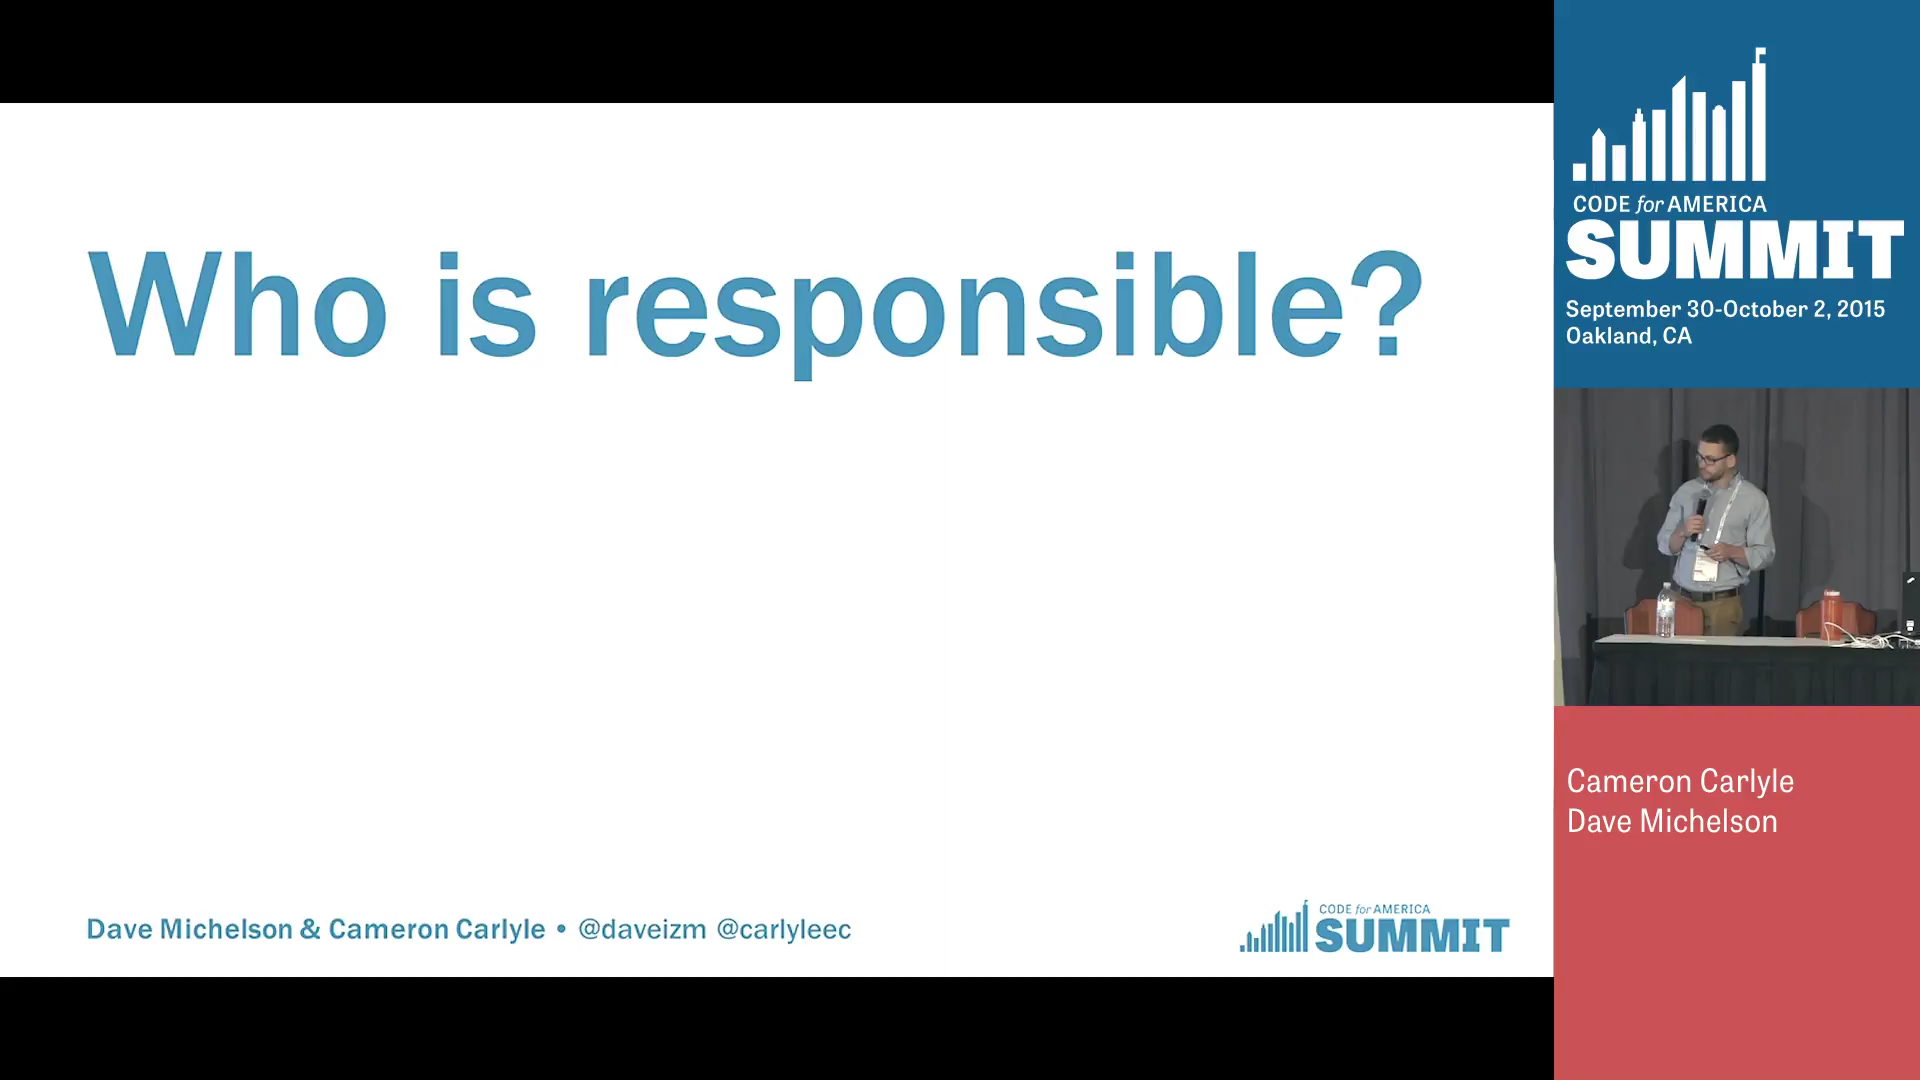 Who is responsible?
Dave Michelson & Cameron Carlyle • @daveizm @carlyleec
CODE for AMERICA
SUMMIT
CODE for AMERICA
SUMMIT
September 30-October 2, 2015
Oakland, CA
Cameron Carlyle
Dave Michelson